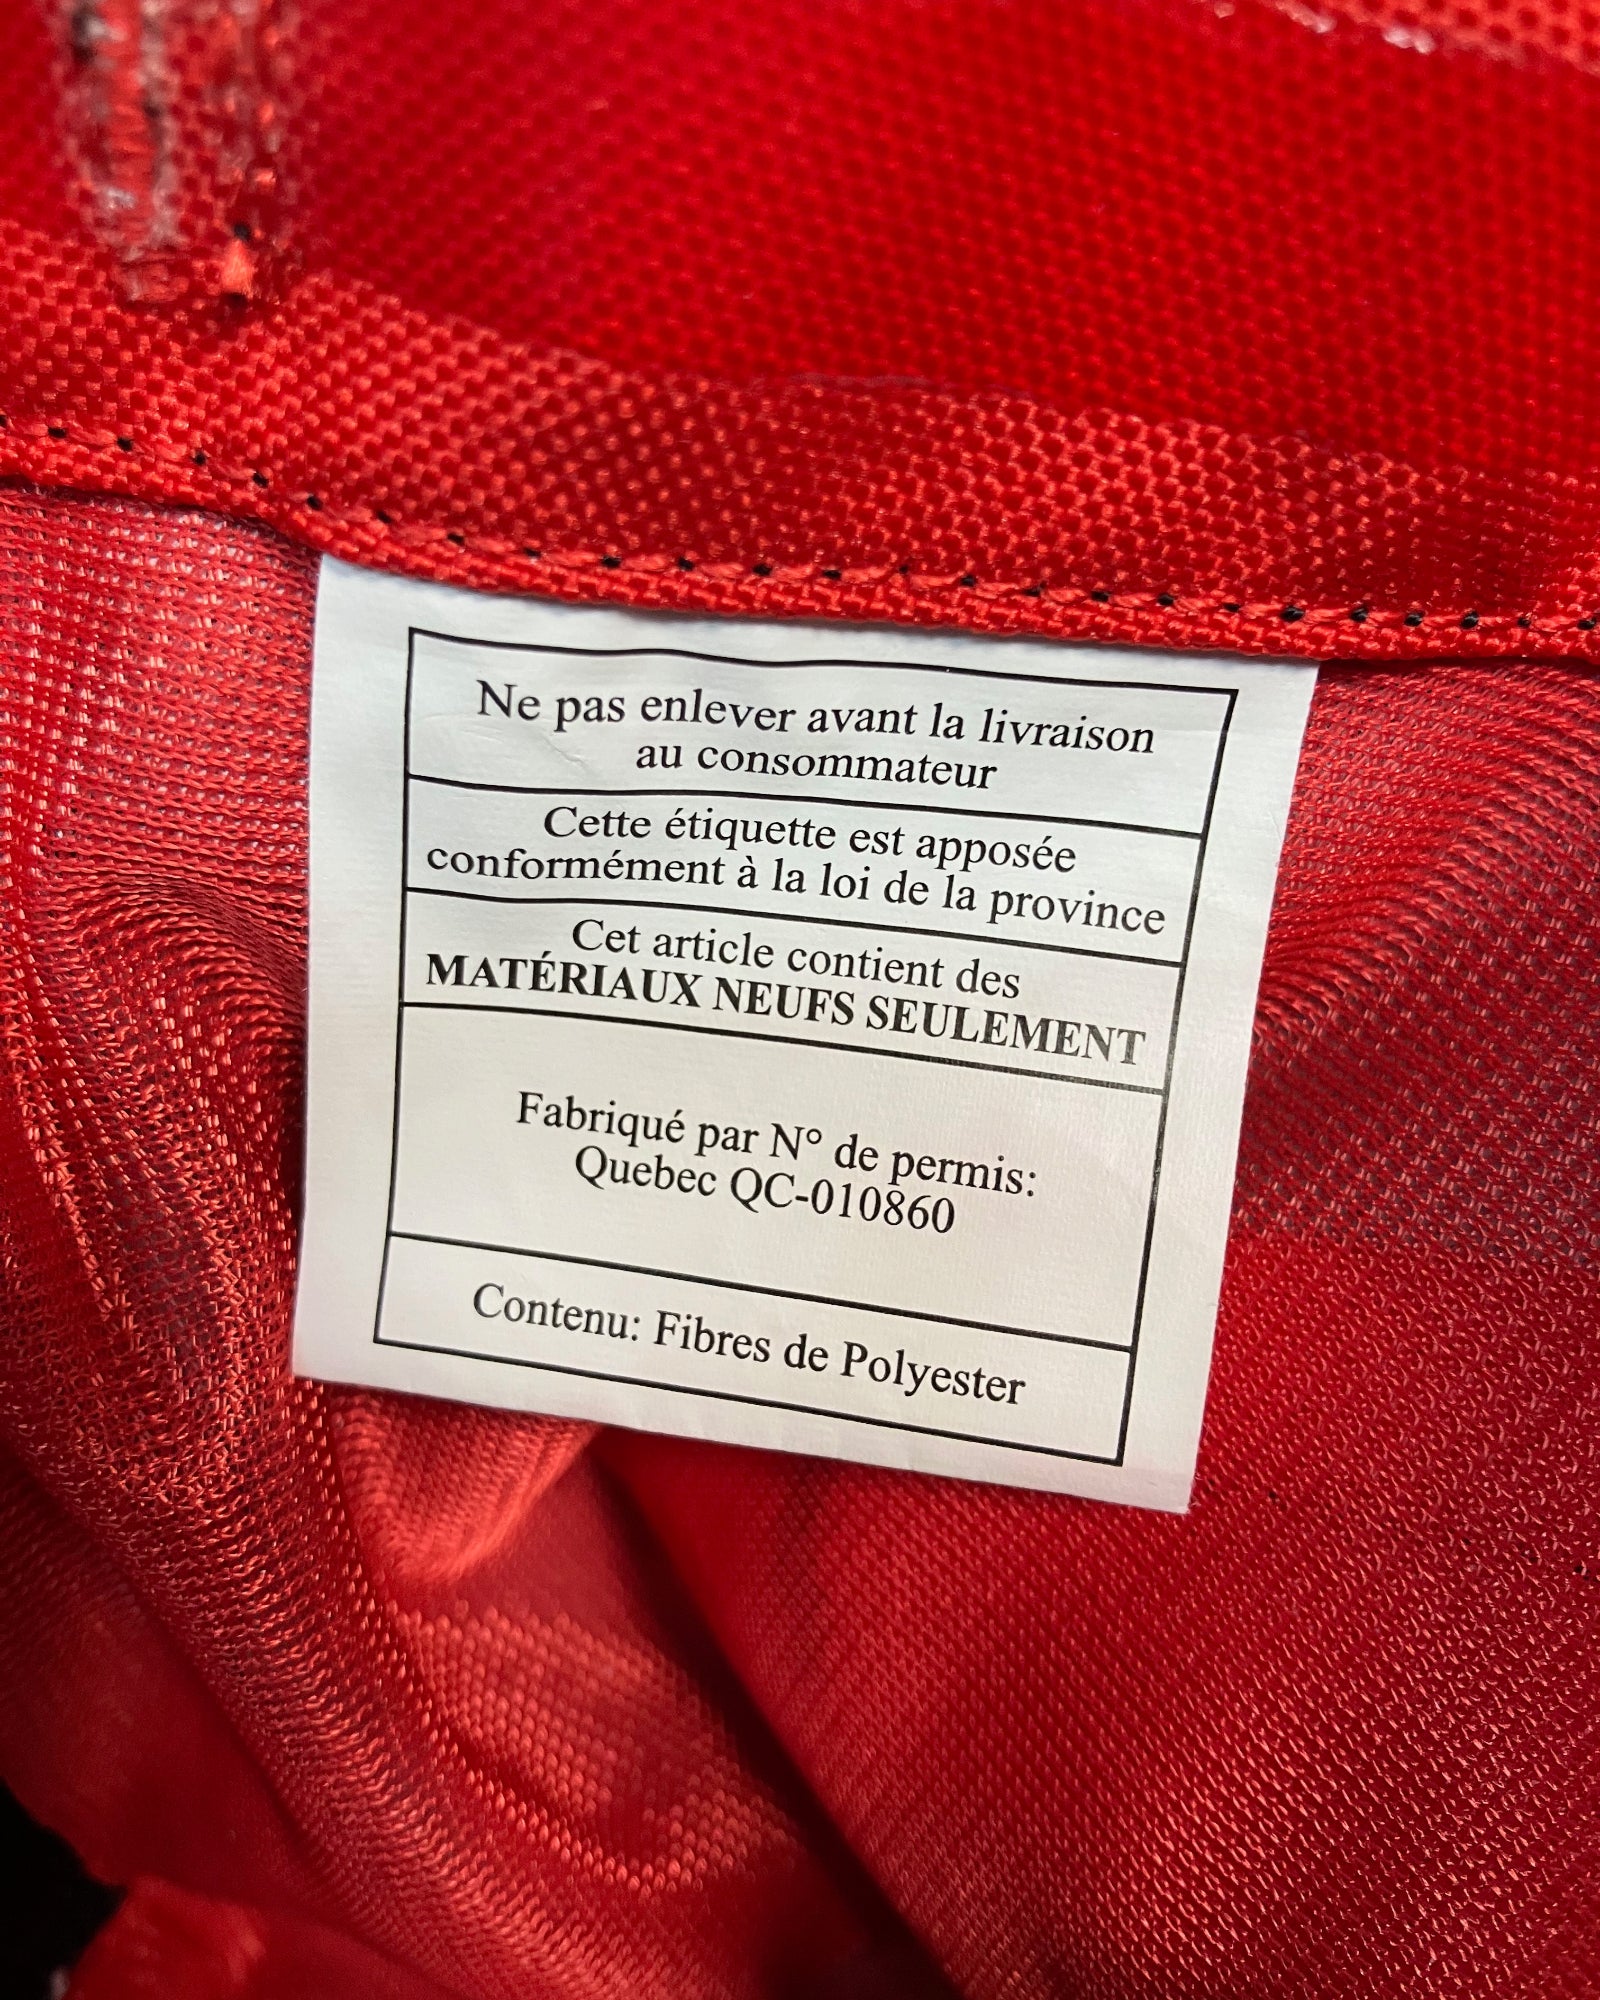 Ne pas enlever avant la livraison
au consommateur
Cette étiquette est apposée
conformément à la loi de la province
Cet article contient des
MATÉRIAUX NEUFS SEULEMENT
Fabriqué par N° de permis:
Quebec QC-010860
Contenu: Fibres de Polyester